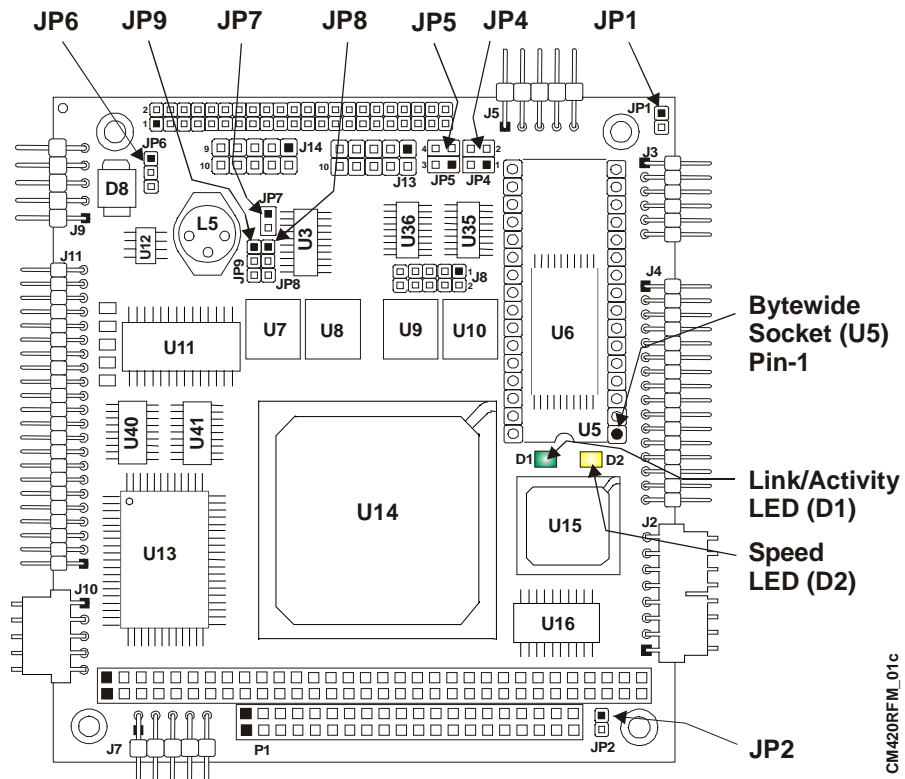 JP6 JP9 JP7 JP8 JP5 JP4 JP1
J5
JP1
2
1
JP6
9
10
J14
10
J13
4
3
JP5
2
1
JP4
J3
D8
J9
U12
L5
JP7
JP9
JP8
U3
U36
U35
1
2
J8
J11
J4
U11
U7
U8
U9
U10
U6
Bytewide
Socket (U5)
Pin-1
U40
U41
U5
D1
D2
Link/Activity
LED (D1)
U13
U14
U15
J2
Speed
LED (D2)
J10
U16
J7
P1
JP2
JP2
CM420RFM_01c